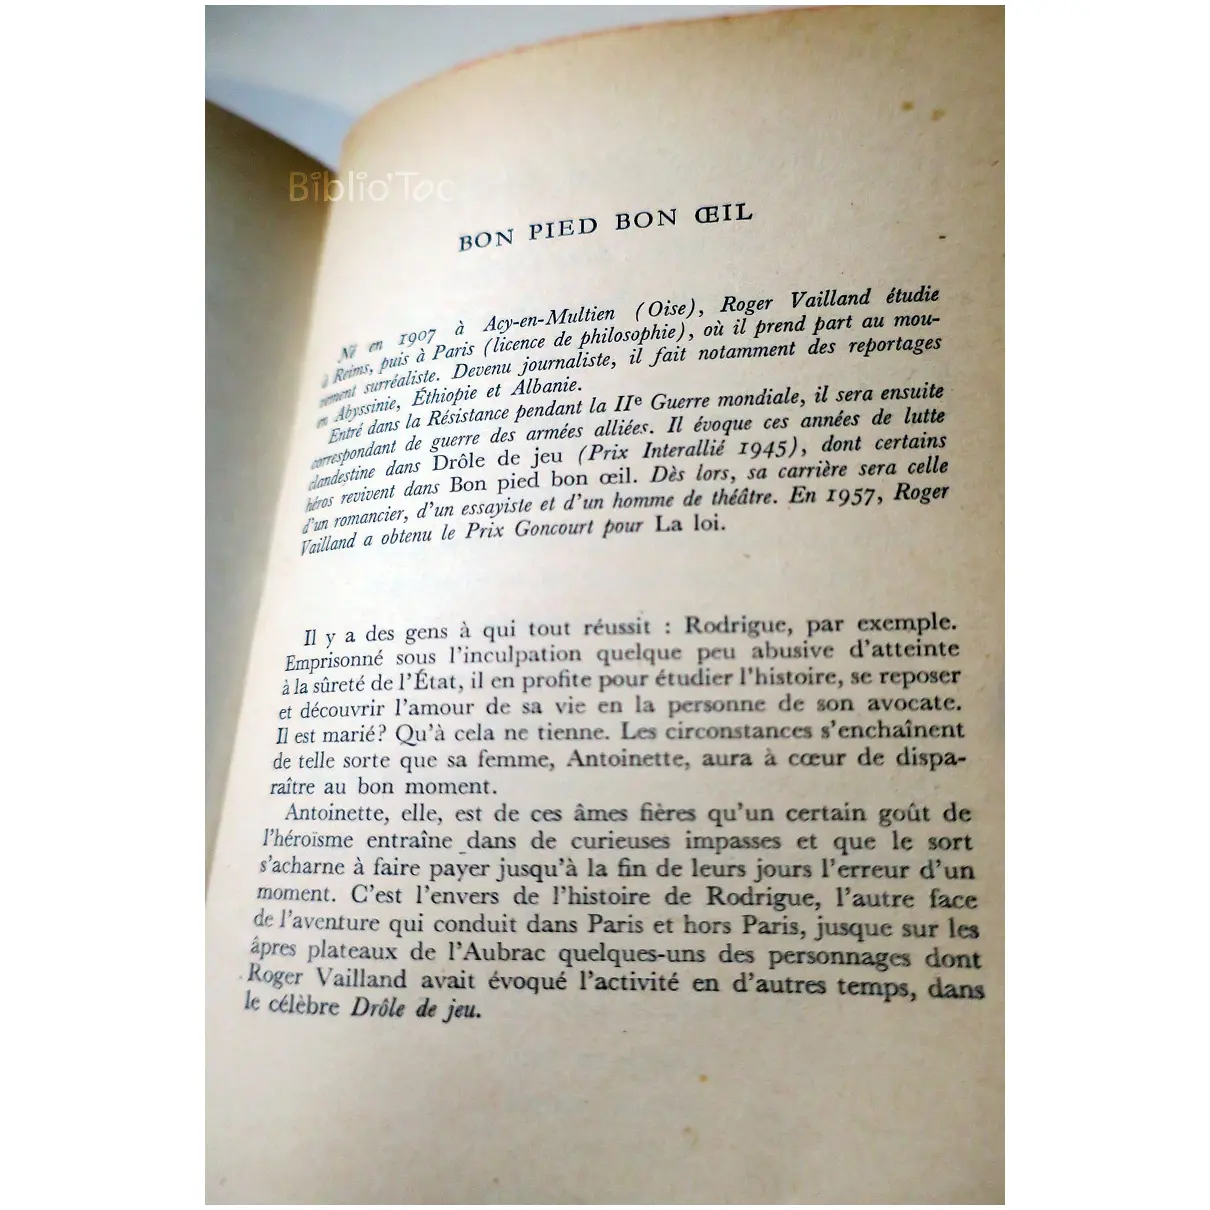 Biblio'Toc
BON PIED BON ŒIL
Né en 1907 à Acy-en-Multien (Oise), Roger Vailland étudie
à Reims, puis à Paris (licence de philosophie), où il prend part au mou-
vement surréaliste. Devenu journaliste, il fait notamment des reportages
en Abyssinie, Éthiopie et Albanie.
Entré dans la Résistance pendant la IIe Guerre mondiale, il sera ensuite
correspondant de guerre des armées alliées. Il évoque ces années de lutte
clandestine dans Drôle de jeu (Prix Interallié 1945), dont certains
héros revivent dans Bon pied bon œil. Dès lors, sa carrière sera celle
d'un romancier, d'un essayiste et d'un homme de théâtre. En 1957, Roger
Vailland a obtenu le Prix Goncourt pour La loi.
Il y a des gens à qui tout réussit : Rodrigue, par exemple.
Emprisonné sous l'inculpation quelque peu abusive d'atteinte
à la sûreté de l'État, il en profite pour étudier l'histoire, se reposer
et découvrir l'amour de sa vie en la personne de son avocate.
Il est marié? Qu'à cela ne tienne. Les circonstances s'enchaînent
de telle sorte que sa femme, Antoinette, aura à cœur de dispa-
raître au bon moment.
Antoinette, elle, est de ces âmes fières qu'un certain goût de
l'héroïsme entraîne dans de curieuses impasses et que le sort
s'acharne à faire payer jusqu'à la fin de leurs jours l'erreur d'un
moment. C'est l'envers de l'histoire de Rodrigue, l'autre face
de l'aventure qui conduit dans Paris et hors Paris, jusque sur les
âpres plateaux de l'Aubrac quelques-uns des personnages dont
Roger Vailland avait évoqué l'activité en d'autres temps, dans
le célèbre Drôle de jeu.